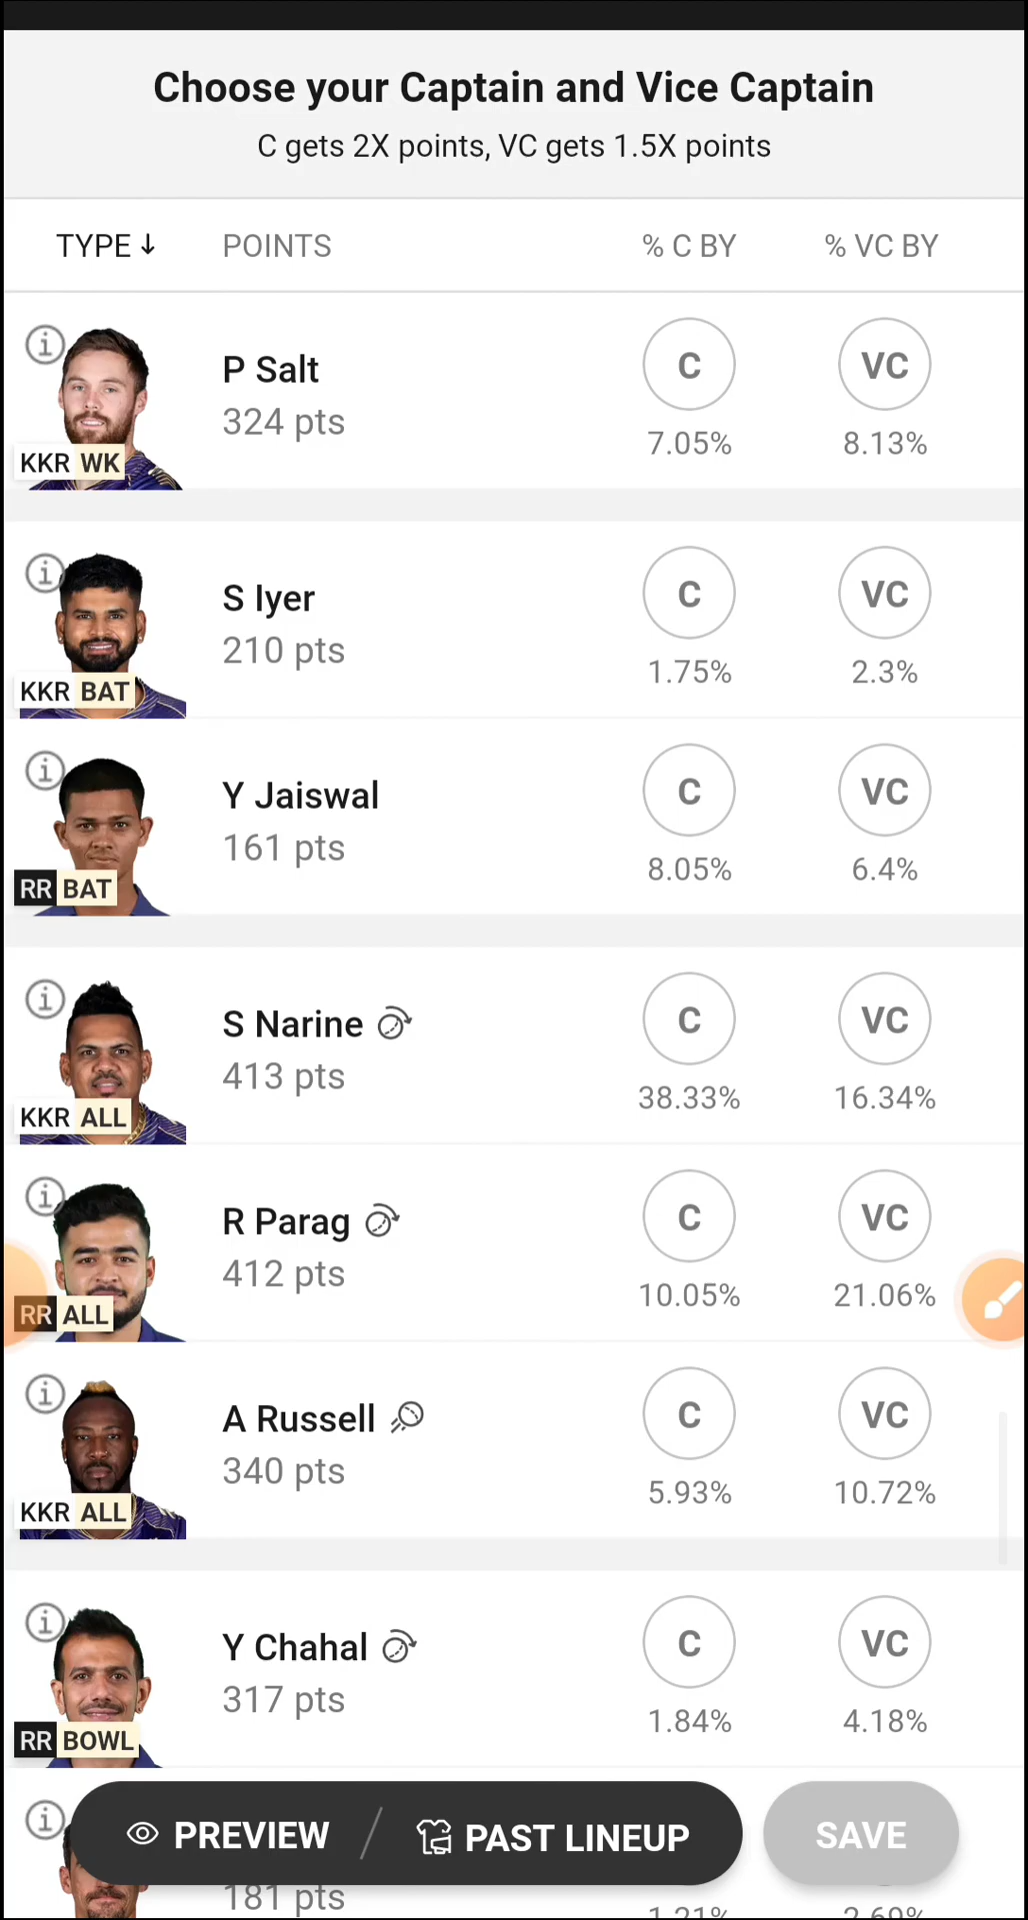 Choose your Captain and Vice Captain
C gets 2X points, VC gets 1.5X points
TYPE ↓ POINTS % C BY % VC BY
P Salt C VC
324 pts 7.05% 8.13%
KKR WK
S Iyer C VC
210 pts 1.75% 2.3%
KKR BAT
Y Jaiswal C VC
161 pts 8.05% 6.4%
RR BAT
S Narine C VC
413 pts 38.33% 16.34%
KKR ALL
R Parag C VC
412 pts 10.05% 21.06%
RR ALL
A Russell C VC
340 pts 5.93% 10.72%
KKR ALL
Y Chahal C VC
317 pts 1.84% 4.18%
RR BOWL
PREVIEW / PAST LINEUP SAVE
181 pts 1.21% 2.69%